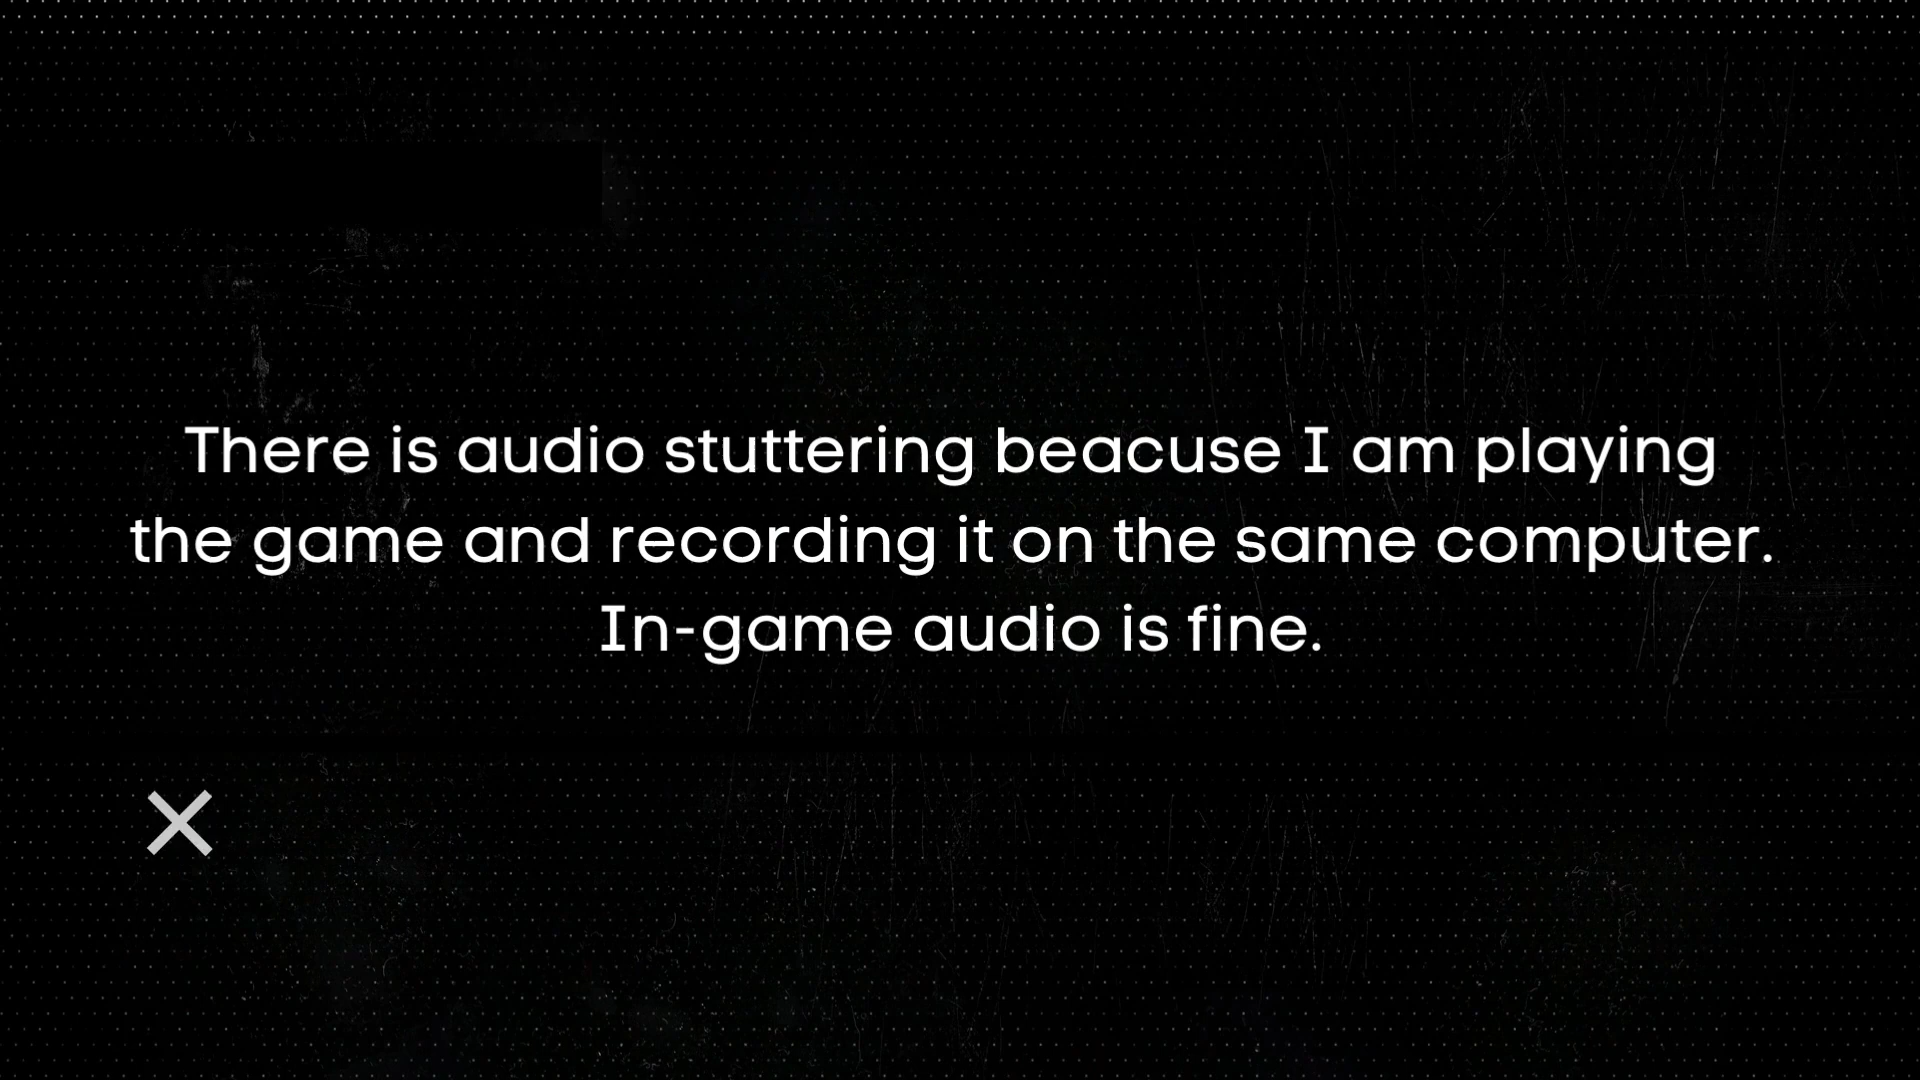 There is audio stuttering beacuse I am playing
the game and recording it on the same computer.
In-game audio is fine.